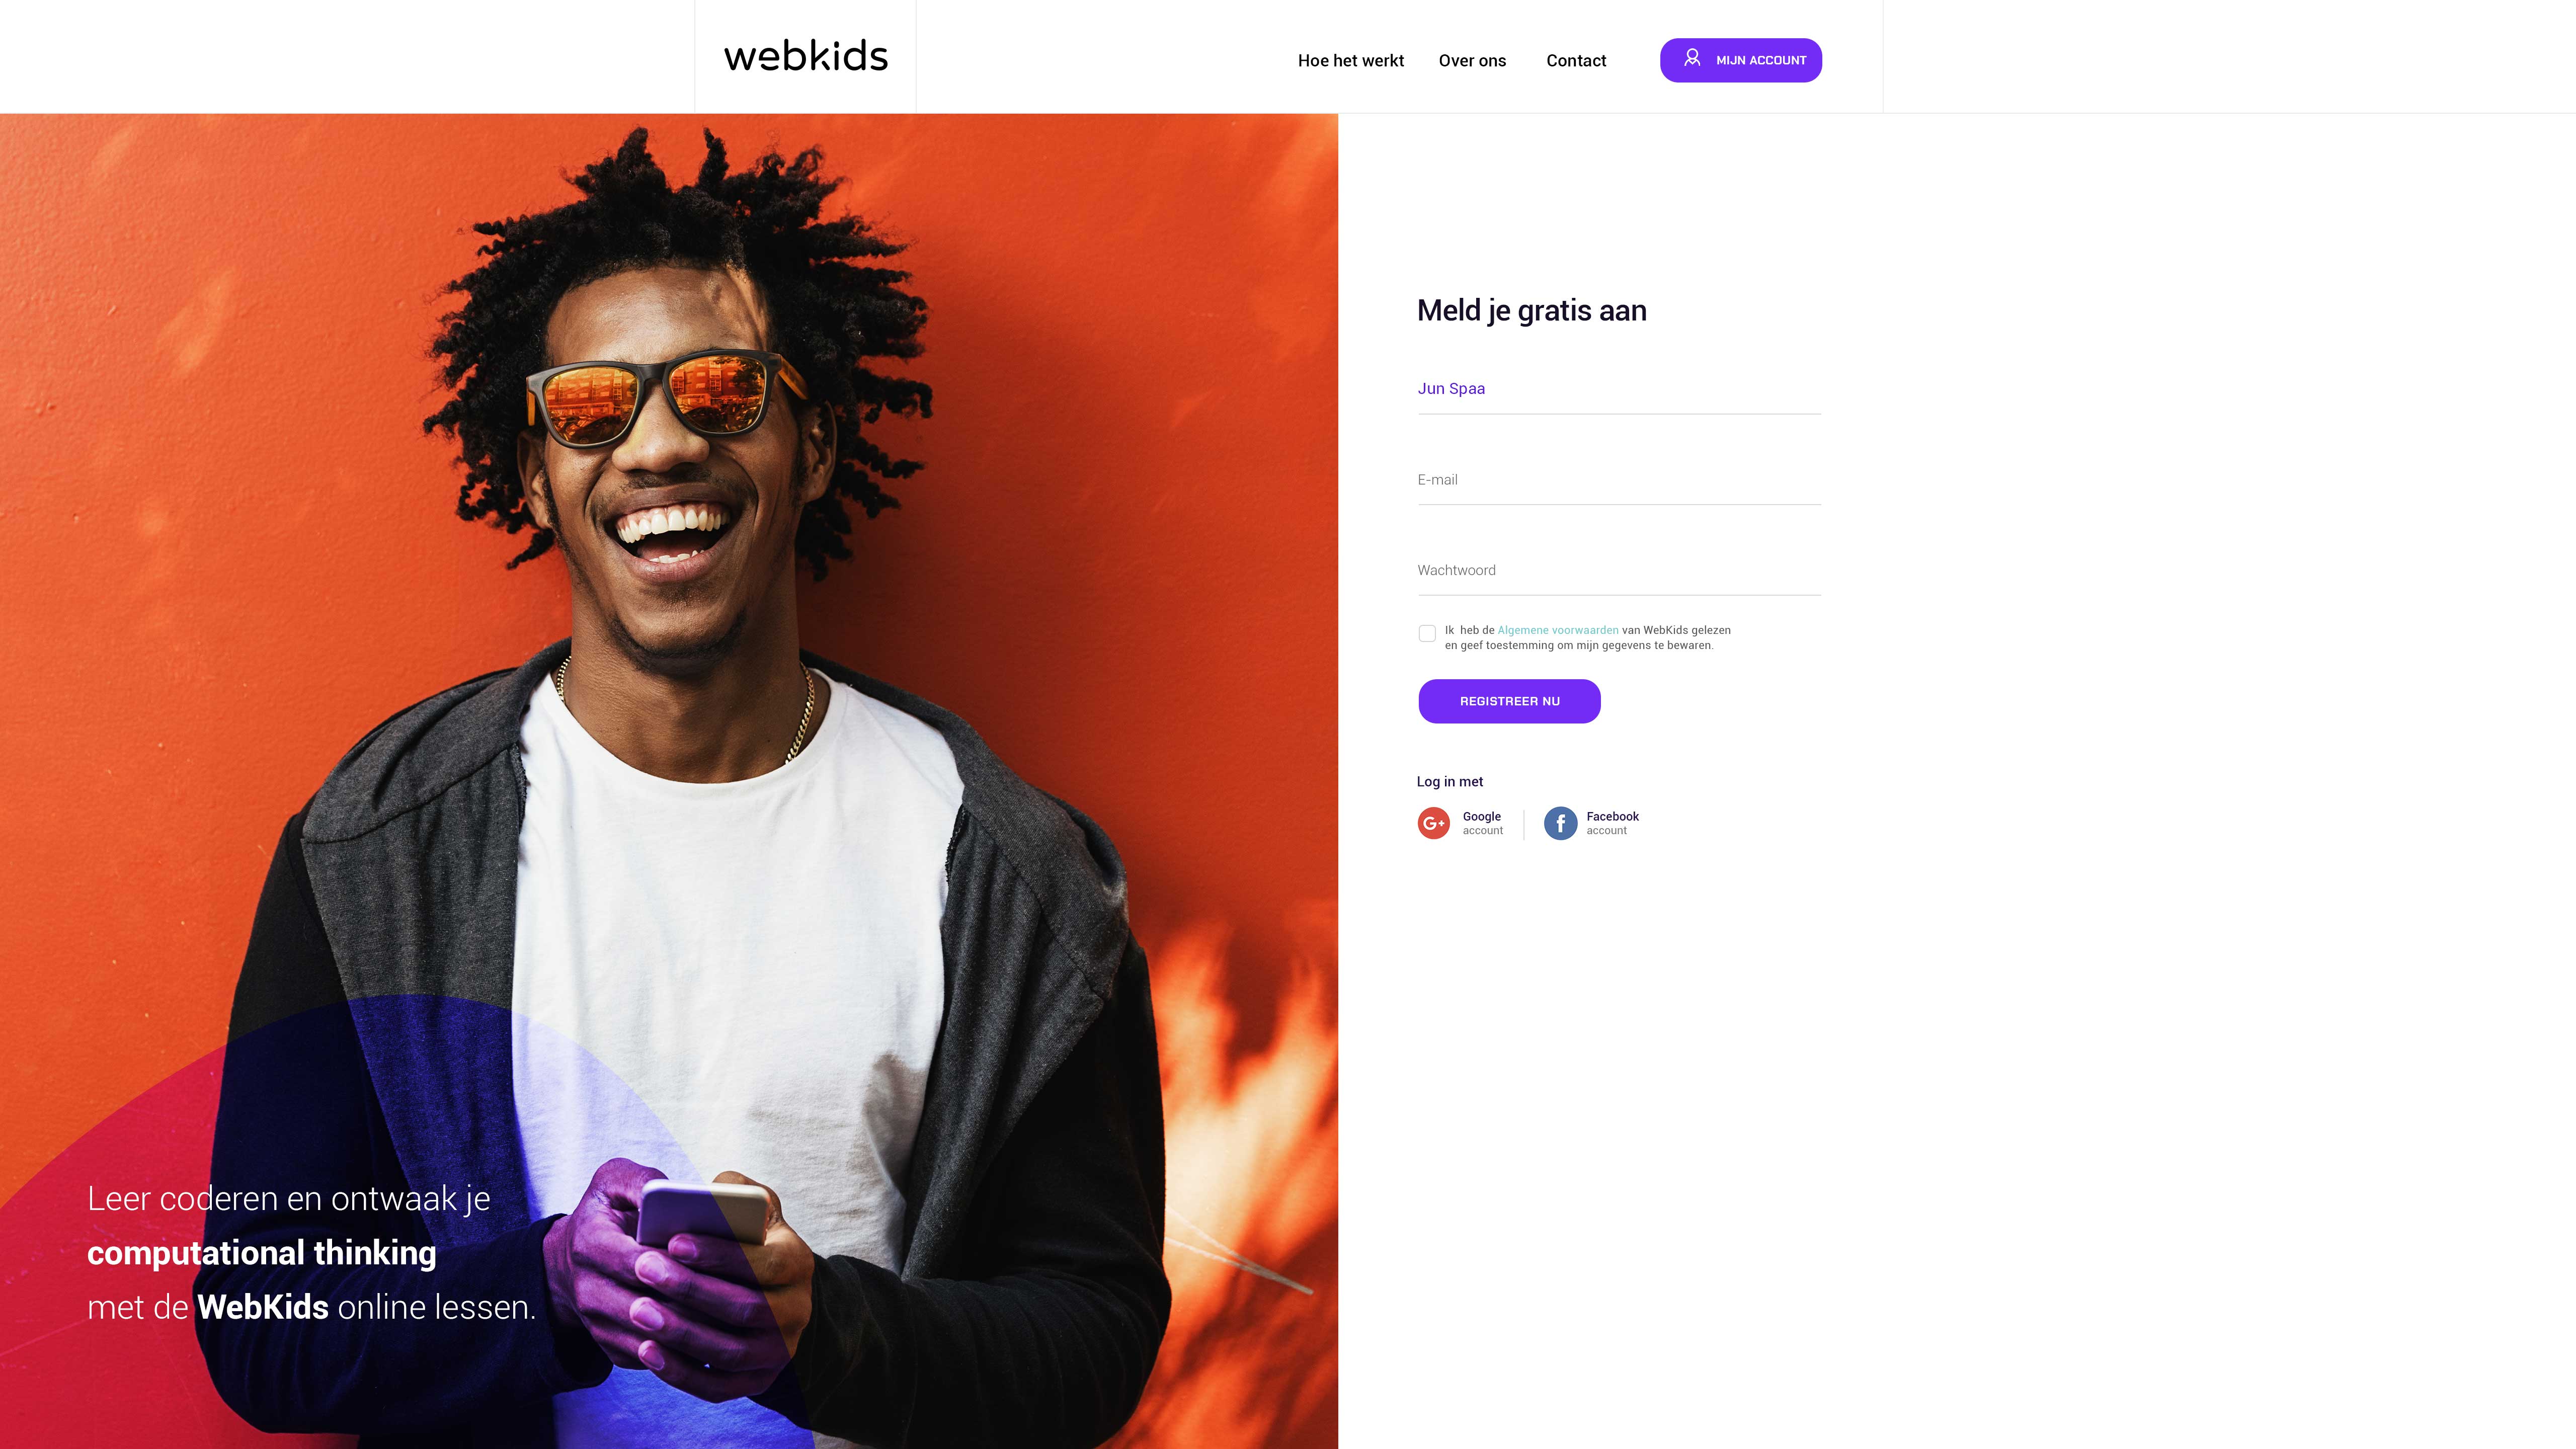 webkids
Hoe het werkt
Over ons
Contact
MIJN ACCOUNT
Meld je gratis aan
Jun Spaa
E-mail
Wachtwoord
Ik heb de Algemene voorwaarden van WebKids gelezen
en geef toestemming om mijn gegevens te bewaren.
REGISTREER NU
Log in met
G+
Google
account
f
Facebook
account
Leer coderen en ontwaak je
computational thinking
met de WebKids online lessen.